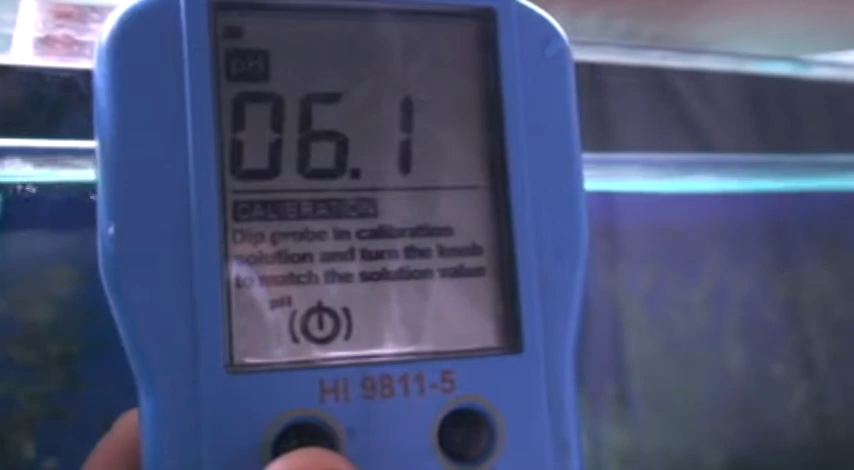 pH
06.1
CALIBRATION
Dip probe in calibration
solution and turn the knob
to match the solution value
pH
HI 9811-5